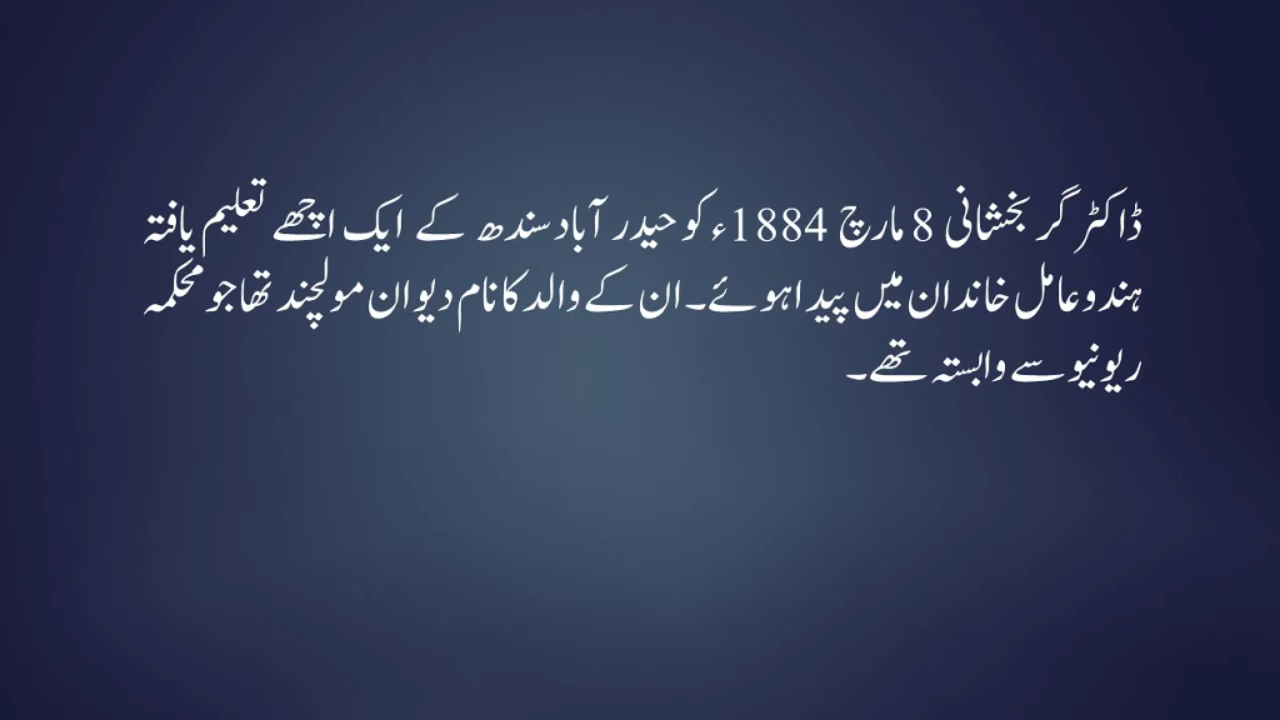 ڈاکٹر گر بخشانی 8 مارچ 1884ء کو حیدر آباد سندھ کے ایک اچھے تعلیم یافتہ
ہندو عامل خاندان میں پیدا ہوئے۔ ان کے والد کا نام دیوان مولچند تھا جو محکمہ
ریونیو سے وابستہ تھے۔